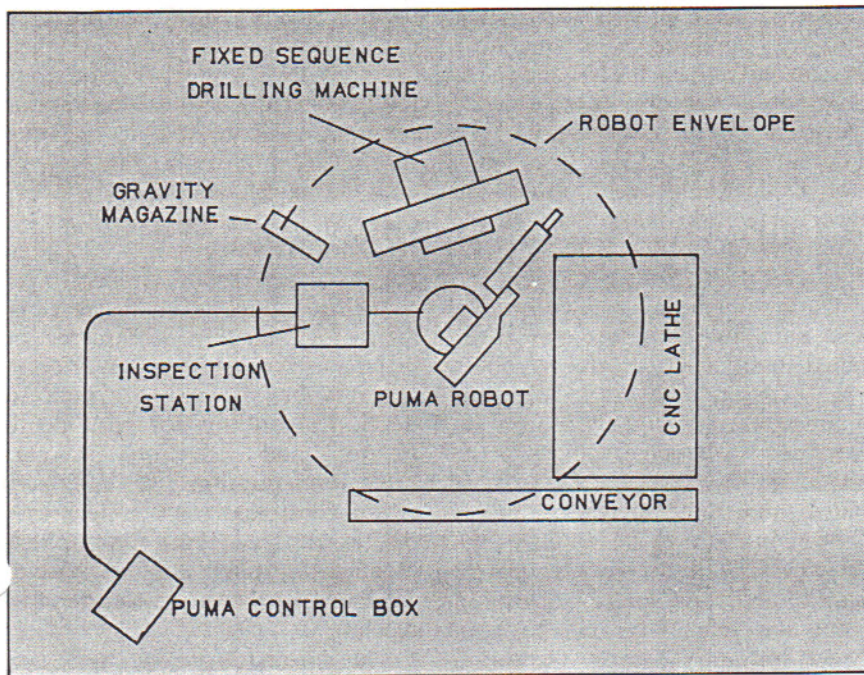 FIXED SEQUENCE
DRILLING MACHINE
ROBOT ENVELOPE
GRAVITY
MAGAZINE
INSPECTION
STATION
PUMA ROBOT
CNC LATHE
CONVEYOR
PUMA CONTROL BOX